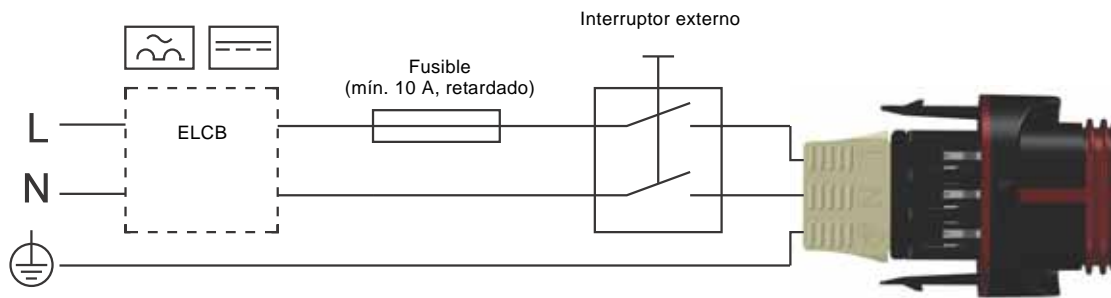 Interruptor externo
Fusible
(mín. 10 A, retardado)
L
ELCB
N